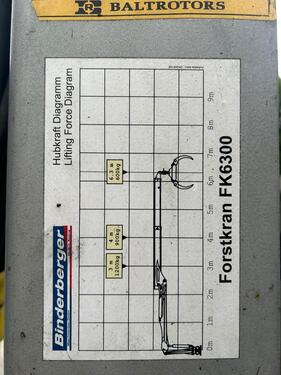 BALTROTORS
Hubkraft Diagramm
Lifting Force Diagram
Binderberger
6,3 m
600kg
4 m
900kg
3 m
1200kg
9m
8m
7m
6m
5m
4m
3m
2m
1m
0m
Forstkran FK6300